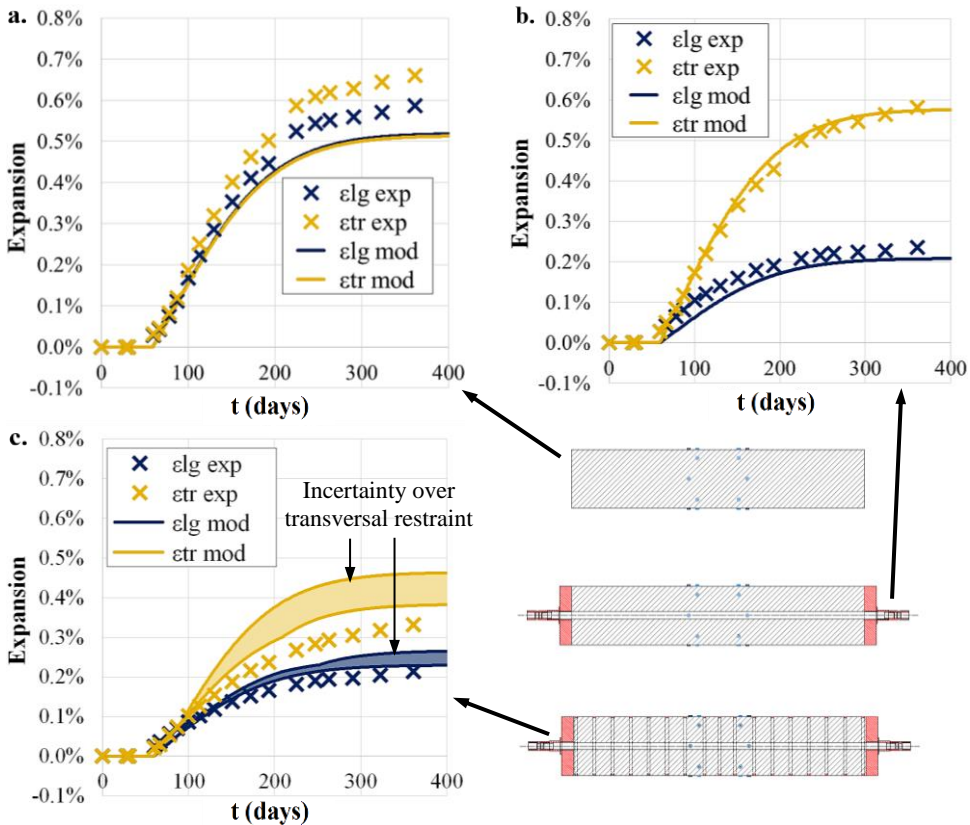 a.
0.8%
0.7%
0.6%
0.5%
0.4%
0.3%
0.2%
0.1%
0.0%
-0.1%
Expansion
εlg exp
εtr exp
εlg mod
εtr mod
0
100
200
300
400
t (days)
b.
0.8%
0.7%
0.6%
0.5%
0.4%
0.3%
0.2%
0.1%
0.0%
-0.1%
Expansion
εlg exp
εtr exp
εlg mod
εtr mod
0
100
200
300
400
t (days)
c.
0.8%
0.7%
0.6%
0.5%
0.4%
0.3%
0.2%
0.1%
0.0%
-0.1%
Expansion
εlg exp
εtr exp
εlg mod
εtr mod
Incertainty over
transversal restraint
0
100
200
300
400
t (days)